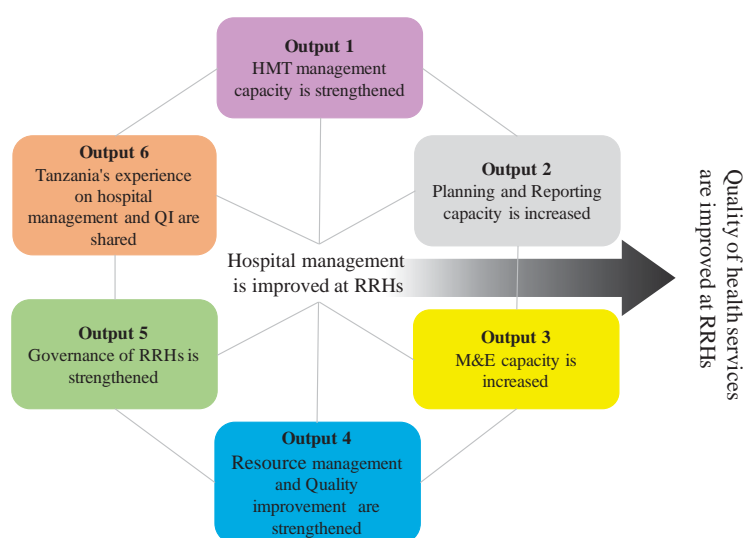 Output 1
HMT management
capacity is strengthened
Output 2
Planning and Reporting
capacity is increased
Output 3
M&E capacity is
increased
Output 4
Resource management
and Quality
improvement are
strengthened
Output 5
Governance of RRHs is
strengthened
Output 6
Tanzania's experience
on hospital
management and QI are
shared
Hospital management
is improved at RRHs
Quality of health services
are improved at RRHs